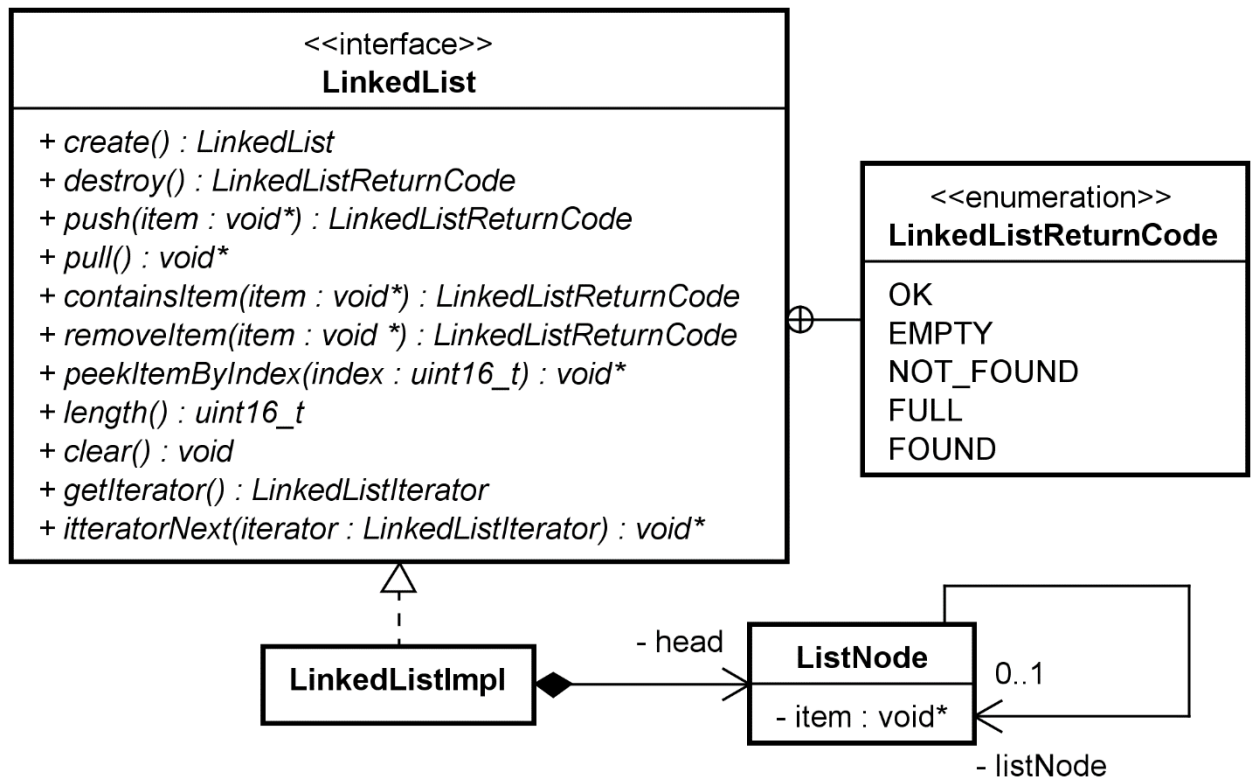 <<interface>>
LinkedList
+ create() : LinkedList
+ destroy() : LinkedListReturnCode
+ push(item : void*) : LinkedListReturnCode
+ pull() : void*
+ containsItem(item : void*) : LinkedListReturnCode
+ removeItem(item : void *) : LinkedListReturnCode
+ peekItemByIndex(index : uint16_t) : void*
+ length() : uint16_t
+ clear() : void
+ getIterator() : LinkedListIterator
+ itteratorNext(iterator : LinkedListIterator) : void*
<<enumeration>>
LinkedListReturnCode
OK
EMPTY
NOT_FOUND
FULL
FOUND
LinkedListImpl
- head
ListNode
- item : void*
0..1
- listNode